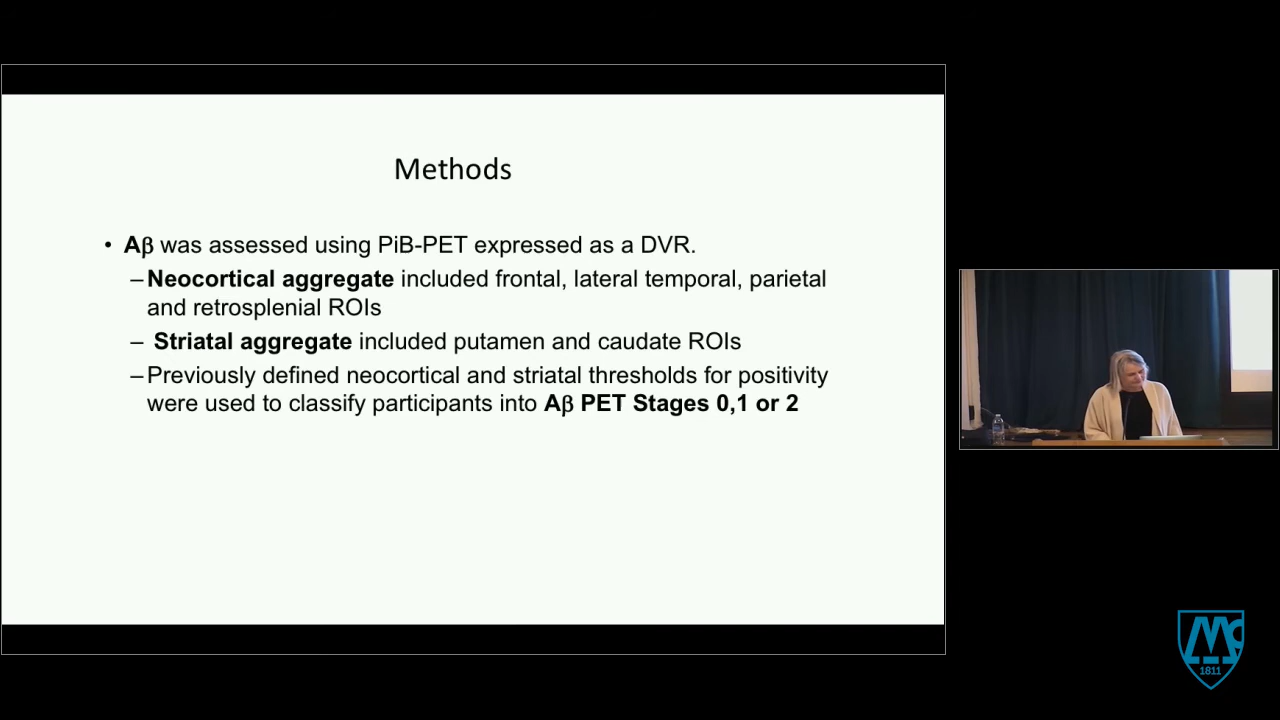 Methods
• Aβ was assessed using PiB-PET expressed as a DVR.
–Neocortical aggregate included frontal, lateral temporal, parietal
and retrosplenial ROIs
– Striatal aggregate included putamen and caudate ROIs
–Previously defined neocortical and striatal thresholds for positivity
were used to classify participants into Aβ PET Stages 0,1 or 2
Mc
1811